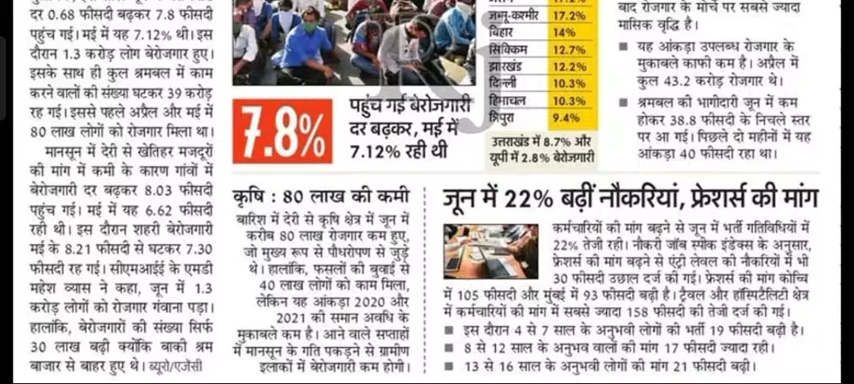 दर 0.68 फीसदी बढ़कर 7.8 फीसदी
पहुंच गई। मई में यह 7.12% थी। इस
दौरान 1.3 करोड़ लोग बेरोजगार हुए।
इसके साथ ही कुल श्रमबल में काम
करने वालों की संख्या घटकर 39 करोड़
रह गई। इससे पहले अप्रैल और मई में
80 लाख लोगों को रोजगार मिला था।
मानसून में देरी से खेतिहर मजदूरों
की मांग में कमी के कारण गांवों में
बेरोजगारी दर बढ़कर 8.03 फीसदी
पहुंच गई। मई में यह 6.62 फीसदी
रही थी। इस दौरान शहरी बेरोजगारी
मई के 8.21 फीसदी से घटकर 7.30
फीसदी रह गई। सीएमआईई के एमडी
महेश व्यास ने कहा, जून में 1.3
करोड़ लोगों को रोजगार गंवाना पड़ा।
हालांकि, बेरोजगारों की संख्या सिर्फ
30 लाख बढ़ी क्योंकि बाकी श्रम
बाजार से बाहर हुए थे। ब्यूरो/एजेंसी
7.8%
पहुंच गई बेरोजगारी
दर बढ़कर, मई में
7.12% रही थी
जम्मू-कश्मीर 17.2%
बिहार 14%
सिक्किम 12.7%
झारखंड 12.2%
दिल्ली 10.3%
हिमाचल 10.3%
त्रिपुरा 9.4%
उत्तराखंड में 8.7% और
यूपी में 2.8% बेरोजगारी
बाद रोजगार के मोर्चे पर सबसे ज्यादा
मासिक वृद्धि है।
■ यह आंकड़ा उपलब्ध रोजगार के
मुकाबले काफी कम है। अप्रैल में
कुल 43.2 करोड़ रोजगार थे।
■ श्रमबल की भागीदारी जून में कम
होकर 38.8 फीसदी के निचले स्तर
पर आ गई। पिछले दो महीनों में यह
आंकड़ा 40 फीसदी रहा था।
कृषि : 80 लाख की कमी
बारिश में देरी से कृषि क्षेत्र में जून में
करीब 80 लाख रोजगार कम हुए,
जो मुख्य रूप से पौधरोपण से जुड़े
थे। हालांकि, फसलों की बुवाई से
40 लाख लोगों को काम मिला,
लेकिन यह आंकड़ा 2020 और
2021 की समान अवधि के
मुकाबले कम है। आने वाले सप्ताहों
में मानसून के गति पकड़ने से ग्रामीण
इलाकों में बेरोजगारी कम होगी।
जून में 22% बढ़ीं नौकरियां, फ्रेशर्स की मांग
कर्मचारियों की मांग बढ़ने से जून में भर्ती गतिविधियों में
22% तेजी रही। नौकरी जॉब स्पीक इंडेक्स के अनुसार,
फ्रेशर्स की मांग बढ़ने से एंट्री लेवल की नौकरियों में भी
30 फीसदी उछाल दर्ज की गई। फ्रेशर्स की मांग कोच्चि
में 105 फीसदी और मुंबई में 93 फीसदी बढ़ी है। ट्रैवल और हॉस्पिटैलिटी क्षेत्र
में कर्मचारियों की मांग में सबसे ज्यादा 158 फीसदी की तेजी दर्ज की गई।
■ इस दौरान 4 से 7 साल के अनुभवी लोगों की भर्ती 19 फीसदी बढ़ी है।
■ 8 से 12 साल के अनुभव वालों की मांग 17 फीसदी ज्यादा रही।
■ 13 से 16 साल के अनुभवी लोगों की मांग 21 फीसदी बढ़ी।